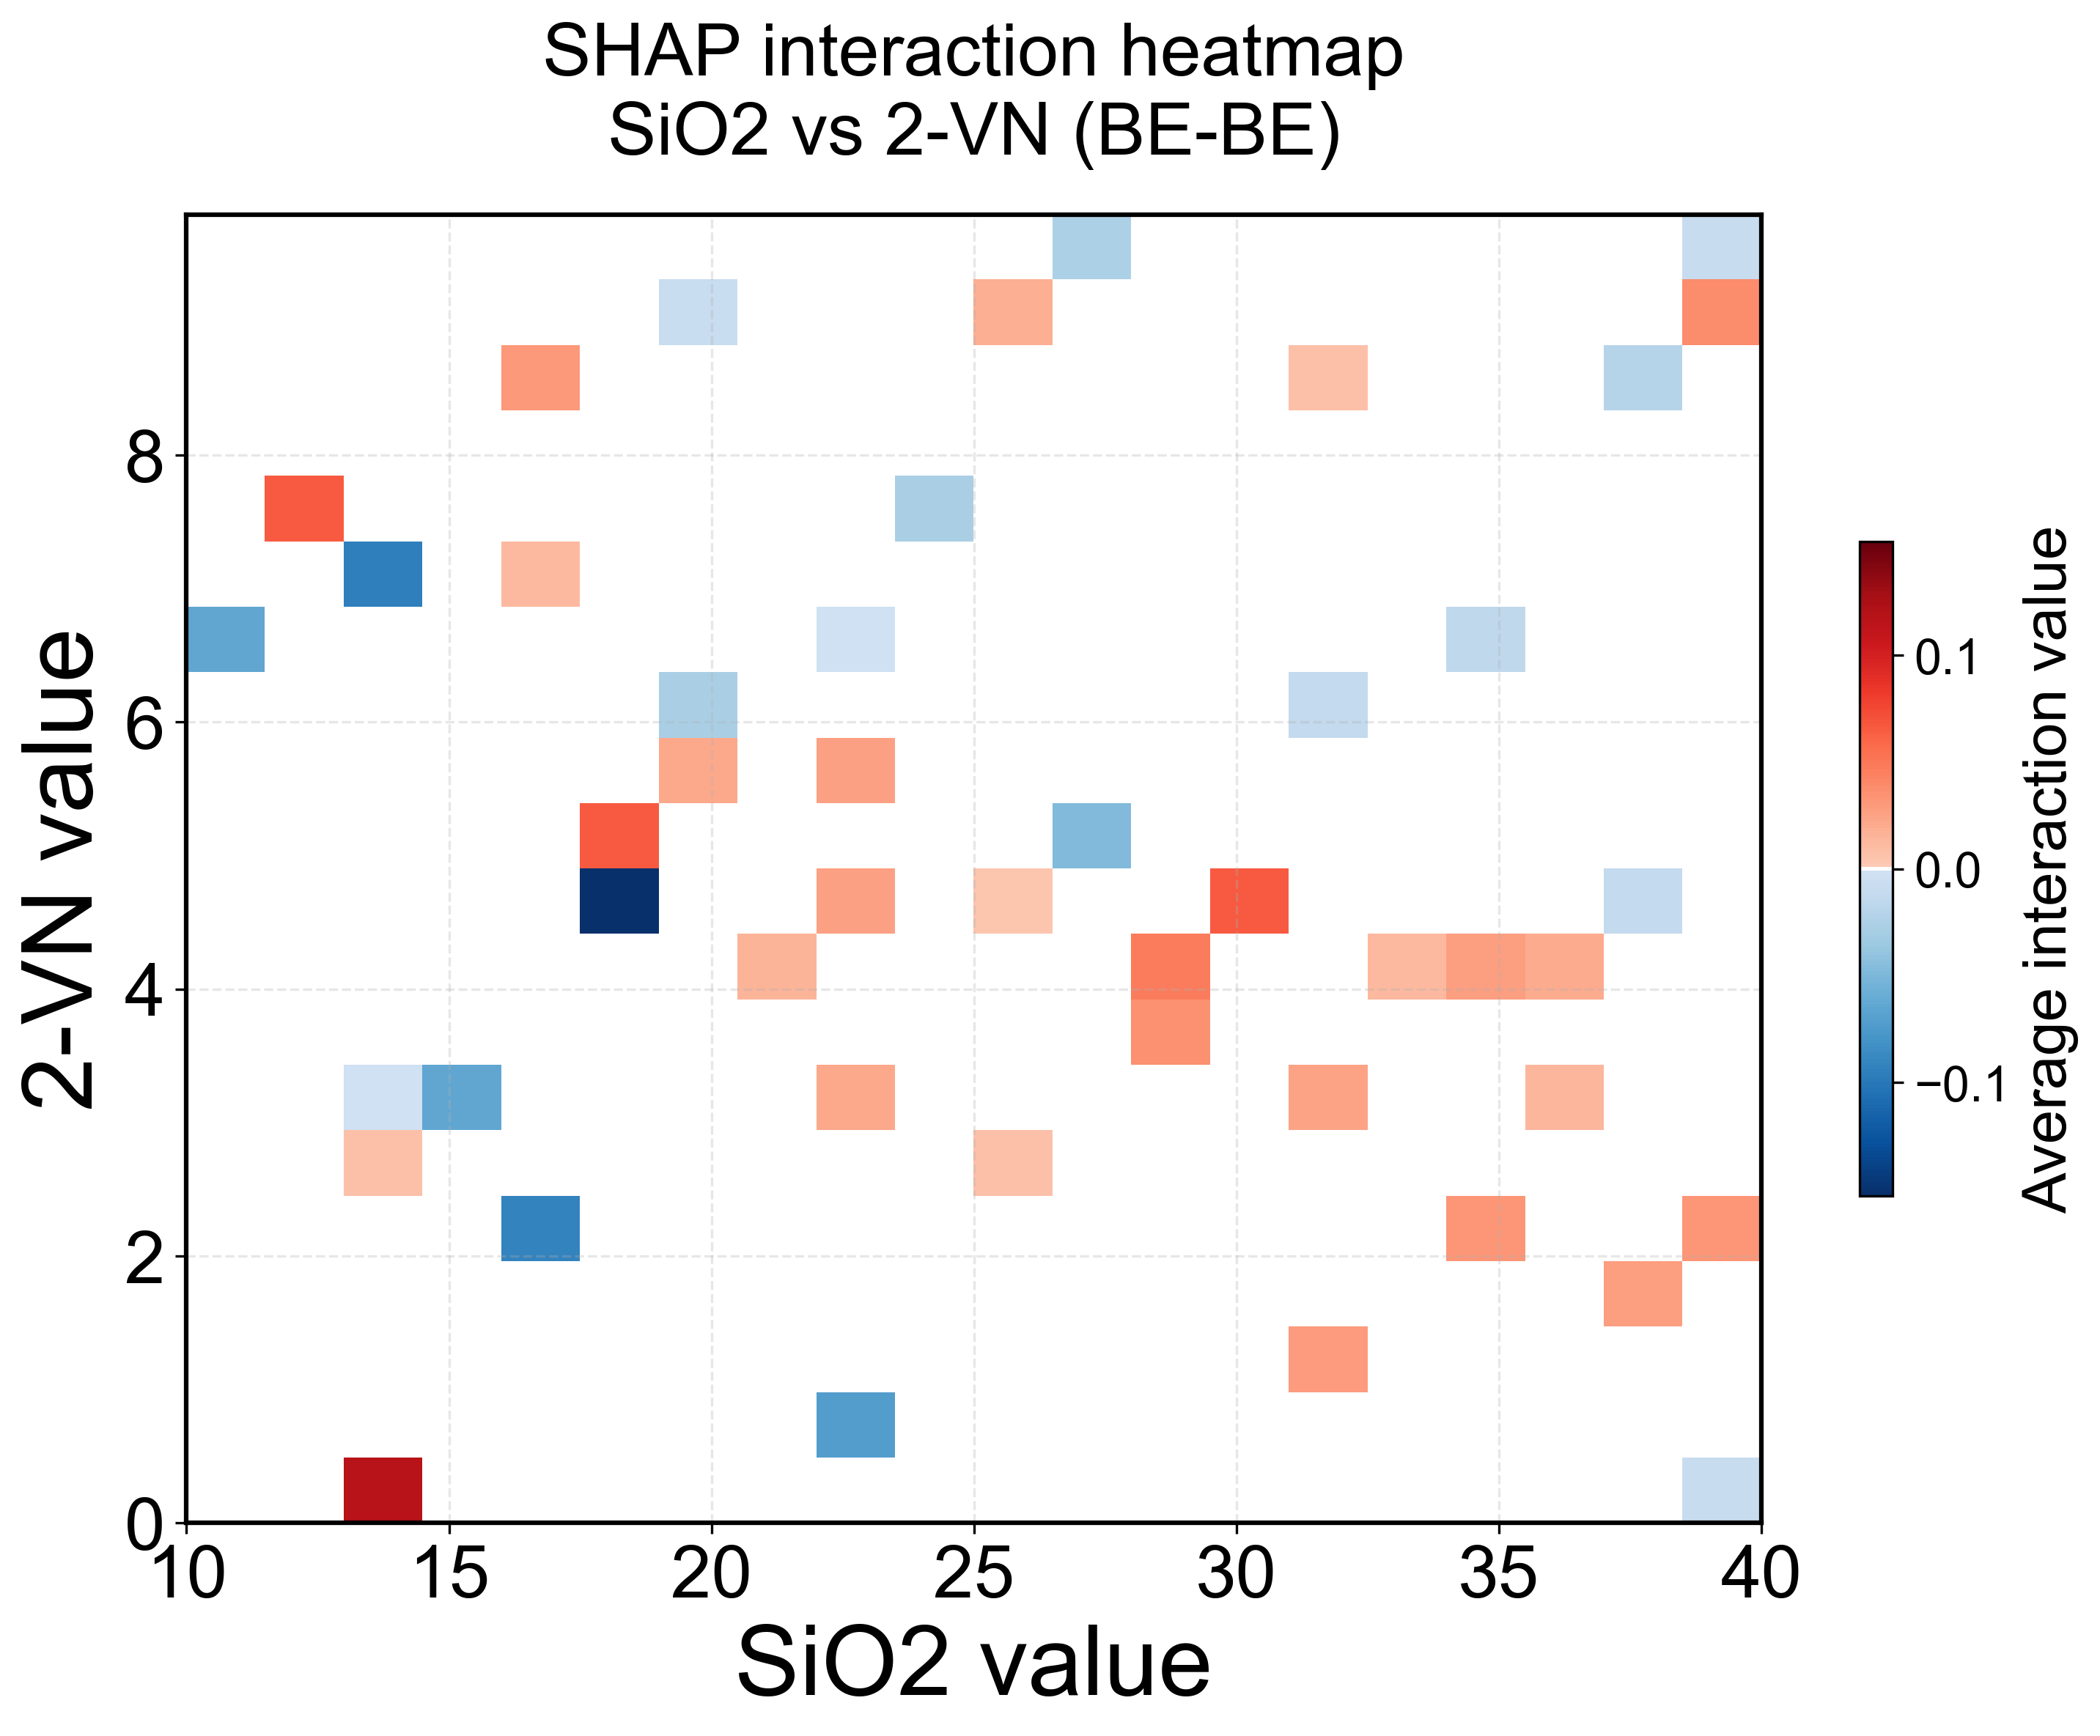 SHAP interaction heatmap
SiO2 vs 2-VN (BE-BE)
2-VN value
8
6
4
2
0
10 15 20 25 30 35 40
SiO2 value
0.1
0.0
−0.1
Average interaction value